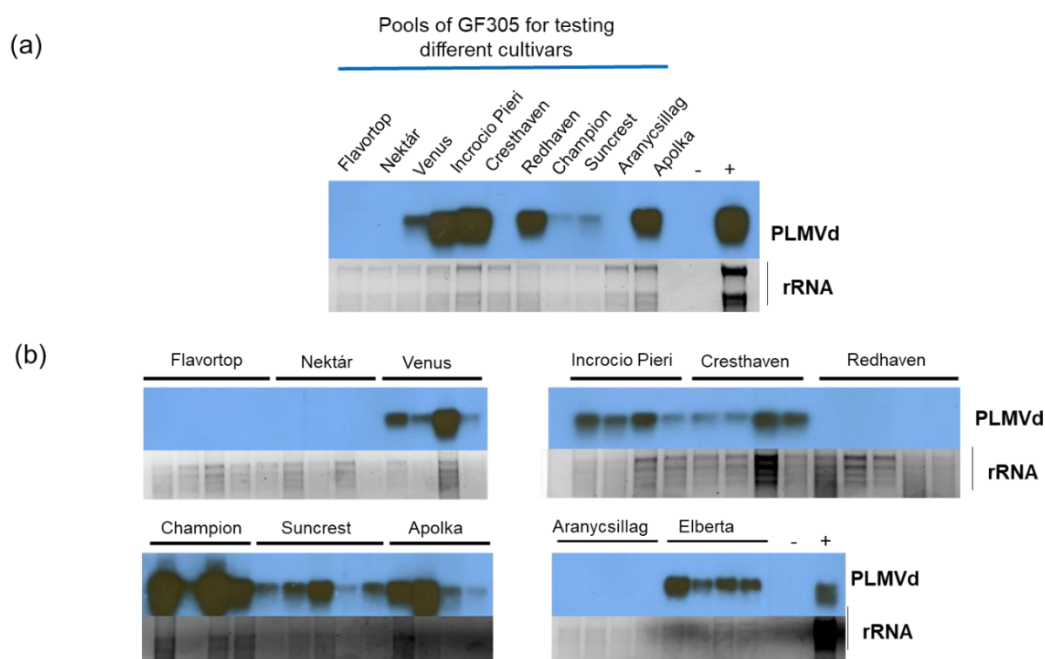 (a)
Pools of GF305 for testing
different cultivars
Flavortop
Nektár
Venus
Incrocio Pieri
Cresthaven
Redhaven
Champion
Suncrest
Aranycsillag
Apolka
- +
PLMVd
rRNA
(b)
Flavortop Nektár Venus Incrocio Pieri Cresthaven Redhaven
PLMVd
rRNA
Champion Suncrest Apolka Aranycsillag Elberta - +
PLMVd
rRNA